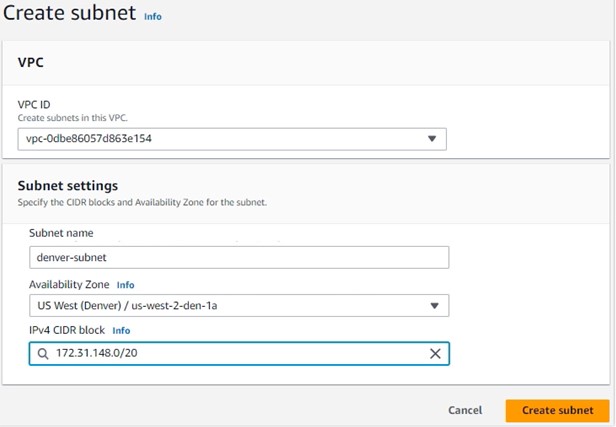 Create subnet Info
VPC
VPC ID
Create subnets in this VPC.
vpc-0dbe86057d863e154
Subnet settings
Specify the CIDR blocks and Availability Zone for the subnet.
Subnet name
denver-subnet
Availability Zone Info
US West (Denver) / us-west-2-den-1a
IPv4 CIDR block Info
172.31.148.0/20
Cancel Create subnet